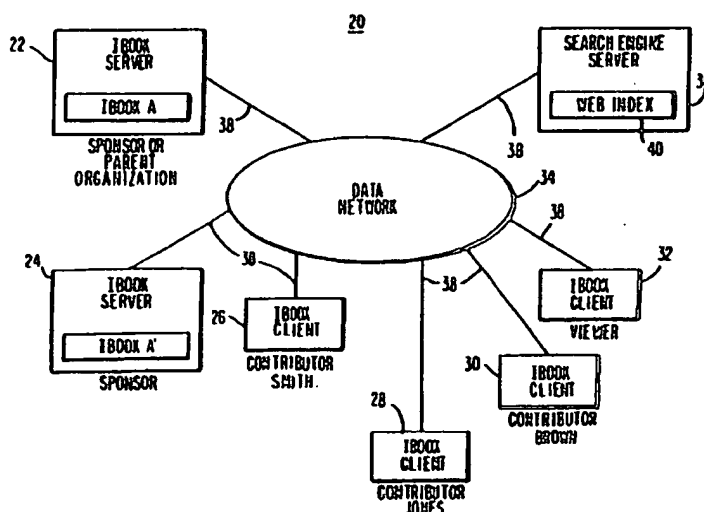 20
22
IBOOK
SERVER
IBOOK A
SPONSOR OR
PARENT
ORGANIZATION
38
SEARCH ENGINE
SERVER
WEB INDEX
40
38
DATA
NETWORK
34
38
32
IBOOK
CLIENT
VIEWER
24
IBOOK
SERVER
IBOOK A'
SPONSOR
38
26
IBOOK
CLIENT
CONTRIBUTOR
SMITH.
38
30
IBOOK
CLIENT
CONTRIBUTOR
BROWN
28
IBOOK
CLIENT
CONTRIBUTOR
JONES